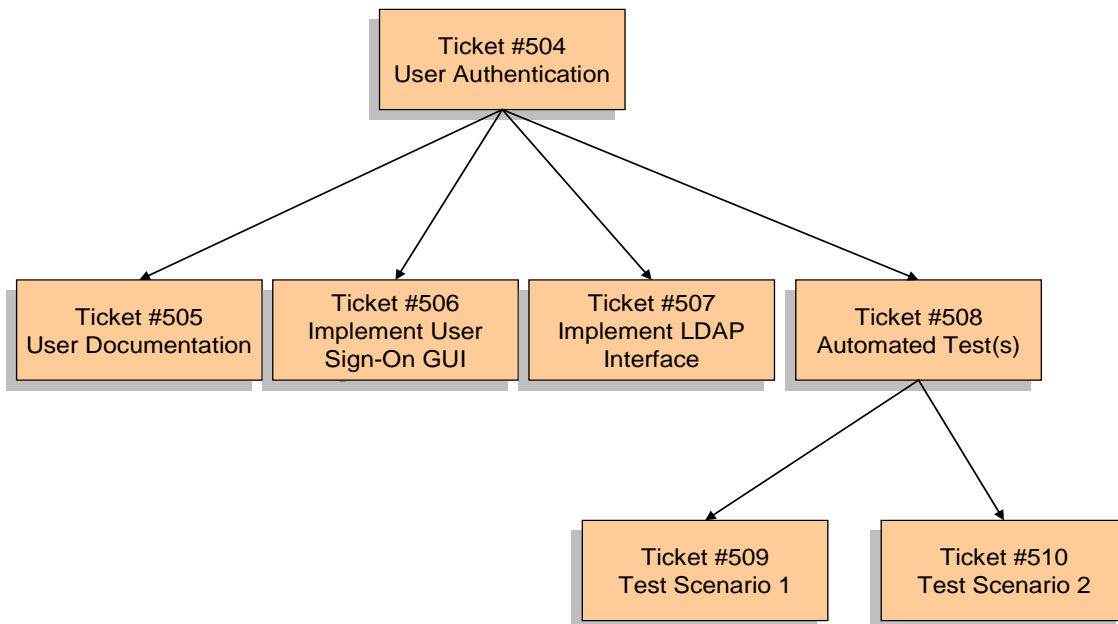 Ticket #504
User Authentication
Ticket #505
User Documentation
Ticket #506
Implement User
Sign-On GUI
Ticket #507
Implement LDAP
Interface
Ticket #508
Automated Test(s)
Ticket #509
Test Scenario 1
Ticket #510
Test Scenario 2